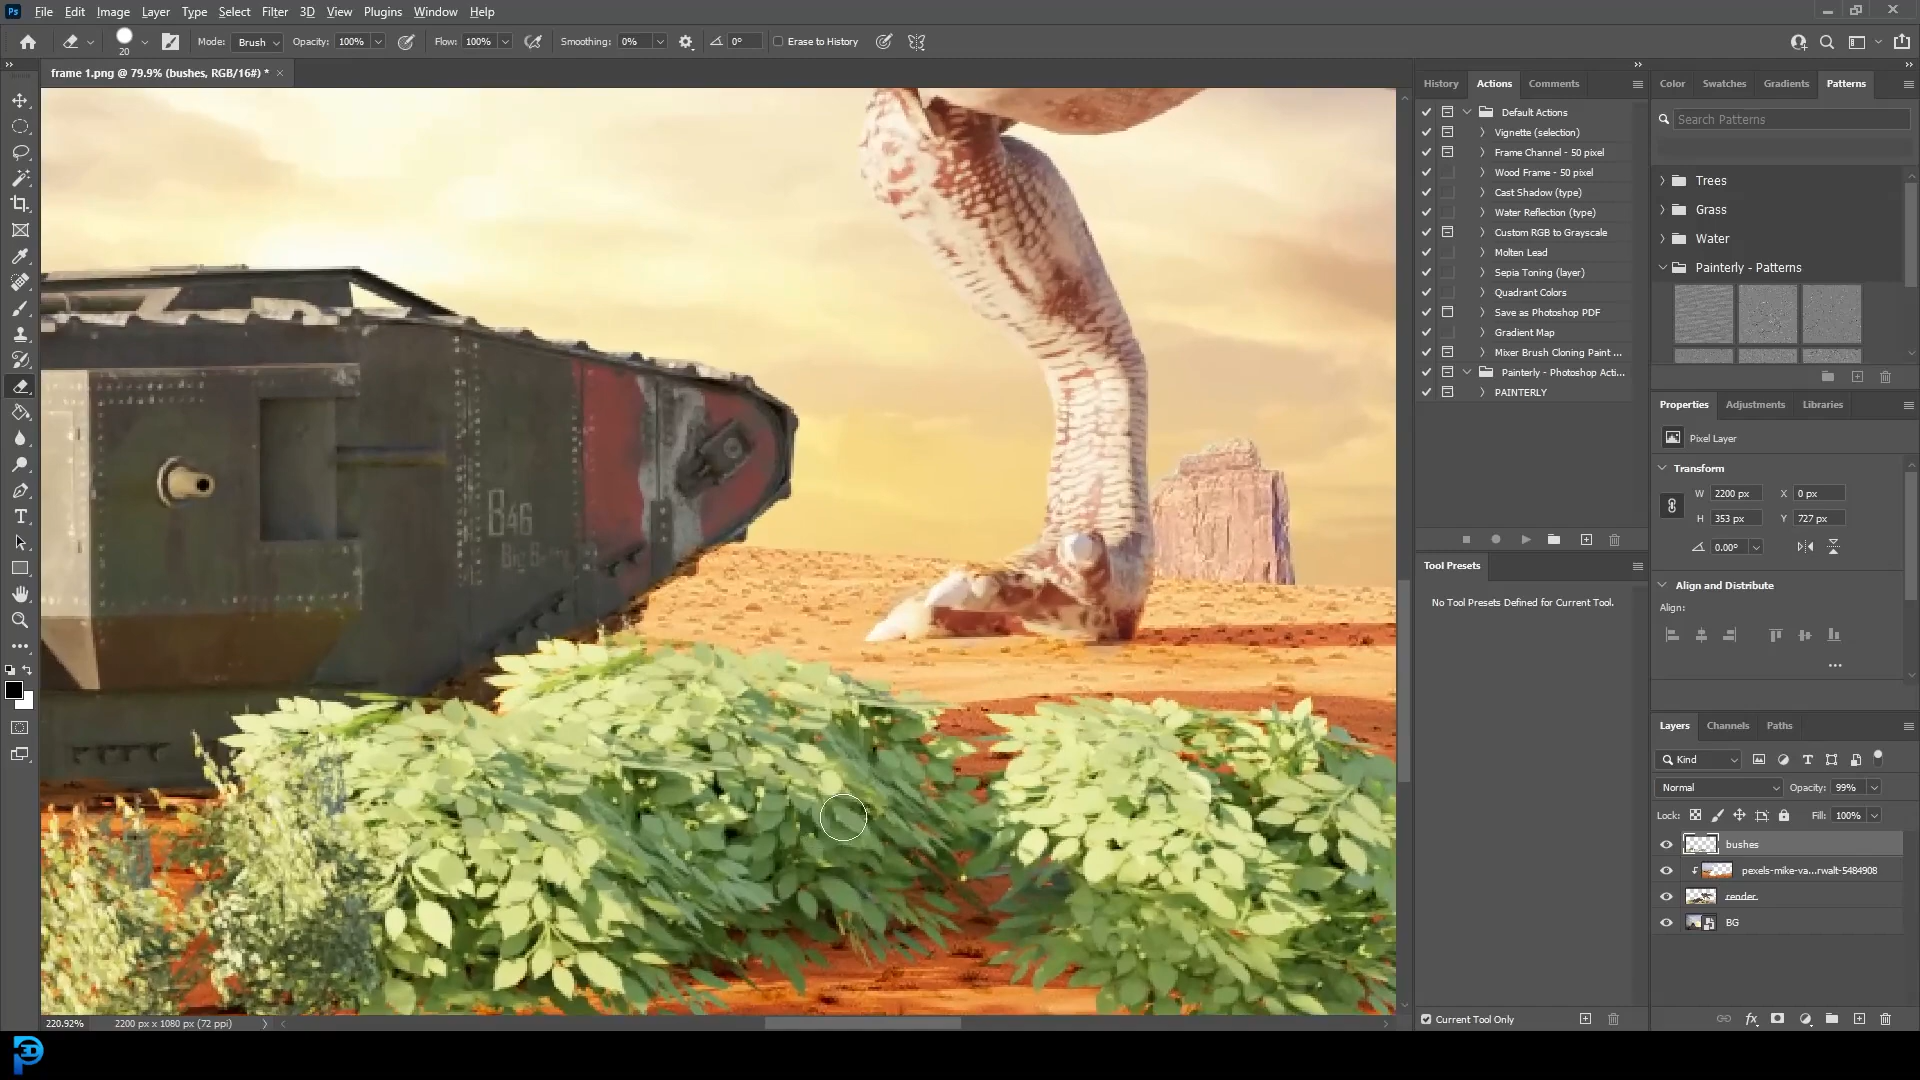 Ps File Edit Image Layer Type Select Filter 3D View Plugins Window Help
20 Mode: Brush Opacity: 100% Flow: 100% Smoothing: 0% 0° Erase to History
frame 1.png @ 79.9% (bushes, RGB/16#) * ×
B46
History Actions Comments
Default Actions
Vignette (selection)
Frame Channel - 50 pixel
Wood Frame - 50 pixel
Cast Shadow (type)
Water Reflection (type)
Custom RGB to Grayscale
Molten Lead
Sepia Toning (layer)
Quadrant Colors
Save as Photoshop PDF
Gradient Map
Mixer Brush Cloning Paint ...
Painterly - Photoshop Acti...
PAINTERLY
Tool Presets
No Tool Presets Defined for Current Tool.
Current Tool Only
Color Swatches Gradients Patterns
Search Patterns
Trees
Grass
Water
Painterly - Patterns
Properties Adjustments Libraries
Pixel Layer
Transform
W 2200 px X 0 px
H 353 px Y 727 px
0.00°
Align and Distribute
Align:
Layers Channels Paths
Kind
Normal Opacity: 99%
Lock: Fill: 100%
bushes
pexels-mike-va...rwalt-5484908
render
BG
220.92% 2200 px x 1080 px (72 ppi)